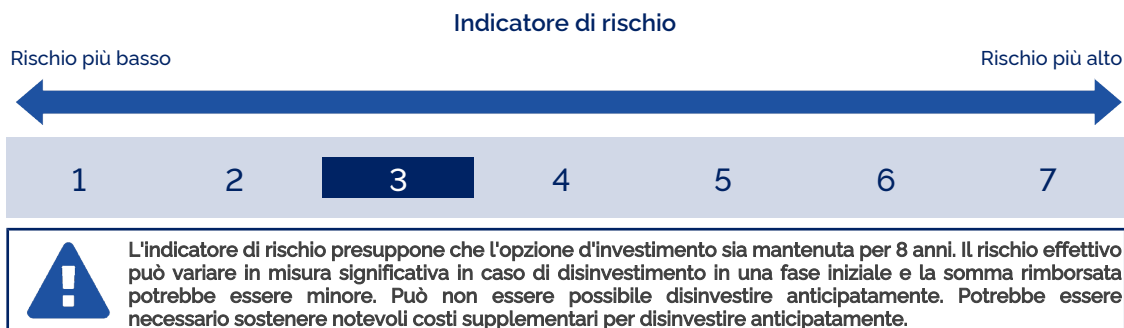 Indicatore di rischio
Rischio più basso
Rischio più alto
1 2 3 4 5 6 7
L'indicatore di rischio presuppone che l'opzione d'investimento sia mantenuta per 8 anni. Il rischio effettivo
può variare in misura significativa in caso di disinvestimento in una fase iniziale e la somma rimborsata
potrebbe essere minore. Può non essere possibile disinvestire anticipatamente. Potrebbe essere
necessario sostenere notevoli costi supplementari per disinvestire anticipatamente.